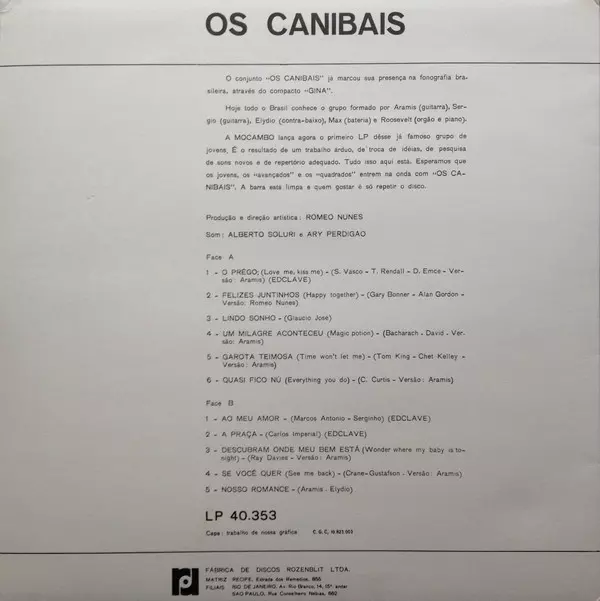 OS CANIBAIS
O conjunto «OS CANIBAIS» já marcou sua presença na fonografia bra-
sileira, através do compacto «GINA».
Hoje todo o Brasil conhece o grupo formado por Aramis (guitarra), Ser-
gio (guitarra), Elydio (contra-baixo), Max (bateria) e Roosevelt (orgão e piano).
A MOCAMBO lança agora o primeiro LP dêsse já famoso grupo de
jovens. É o resultado de um trabalho árduo, de troca de idéias, de pesquisa
de sons novos e de repertório adequado. Tudo isso aqui está. Esperamos que
os jovens, os «avançados» e os «quadrados» entrem na onda com «OS CA-
NIBAIS». A barra está limpa e quem gostar é só repetir o disco.
Produção e direção artística : ROMEO NUNES
Som : ALBERTO SOLURI e ARY PERDIGÃO
Face A
1 - O PRÉGO, (Love me, kiss me) - (S. Vasco - T. Rendall - D. Emce - Ver-
são: Aramis) (EDCLAVE)
2 - FELIZES JUNTINHOS (Happy together) - (Gary Bonner - Alan Gordon -
Versão: Romeo Nunes)
3 - LINDO SONHO - (Glaucio José)
4 - UM MILAGRE ACONTECEU (Magic potion) - (Bacharach - David - Ver-
são: Aramis)
5 - GAROTA TEIMOSA (Time won't let me) - (Tom King - Chet Kelley -
Versão : Aramis)
6 - QUASI FICO NÚ (Everything you do) - (C. Curtis - Versão : Aramis)
Face B
1 - AO MEU AMOR - (Marcos Antonio - Serginho) (EDCLAVE)
2 - A PRAÇA - (Carlos Imperial) (EDCLAVE)
3 - DESCUBRAM ONDE MEU BEM ESTÁ (Wonder where my baby is to-
night) - (Ray Davies - Versão: Aramis)
4 - SE VOCÊ QUER (See me back) - (Crane-Gustafson - Versão : Aramis)
5 - NOSSO ROMANCE - (Aramis - Elydio)
LP 40.353
Capa : trabalho de nossa gráfica C. G. C.
FÁBRICA DE DISCOS ROZENBLIT LTDA.
MATRIZ: RECIFE, Estrada dos Remedios, 855
FILIAIS: RIO DE JANEIRO, Av. Rio Branco, 14, 15º andar
SÃO PAULO, Rua Conselheiro Nébias, 662